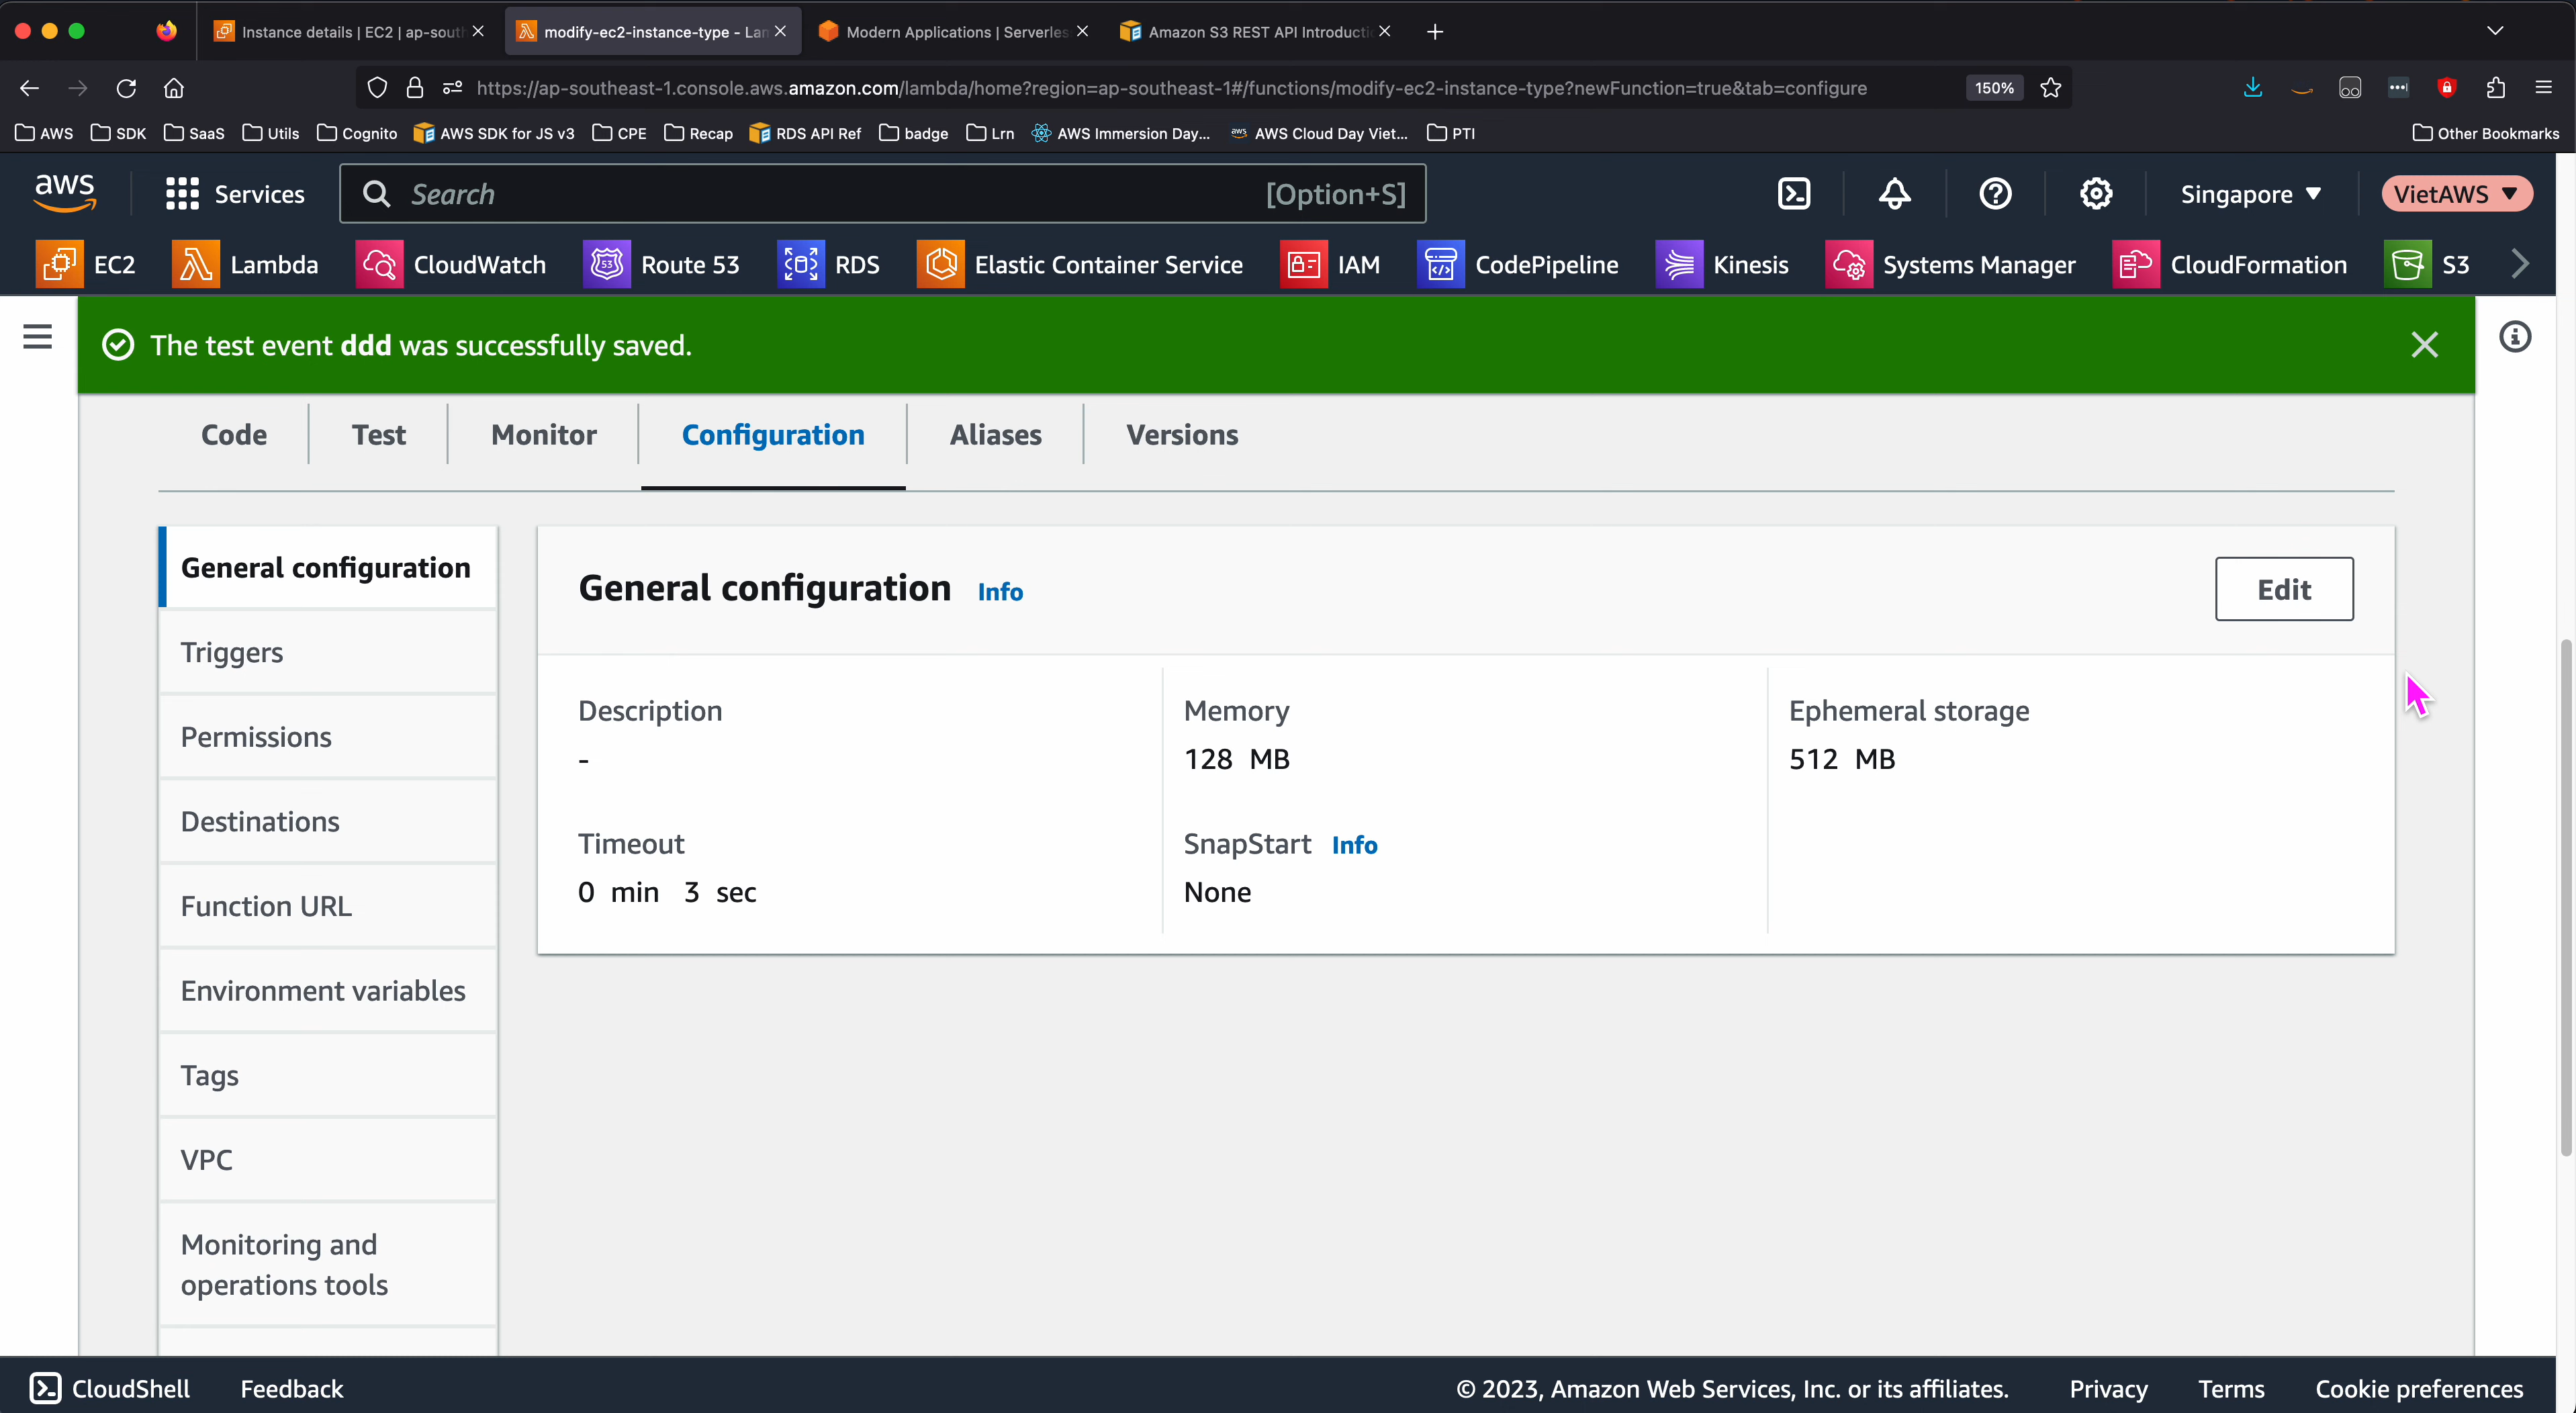 Instance details | EC2 | ap-south
modify-ec2-instance-type - Lam
Modern Applications | Serverles
Amazon S3 REST API Introducti
https://ap-southeast-1.console.aws.amazon.com/lambda/home?region=ap-southeast-1#/functions/modify-ec2-instance-type?newFunction=true&tab=configure
150%
AWS SDK SaaS Utils Cognito AWS SDK for JS v3 CPE Recap RDS API Ref badge Lrn AWS Immersion Day... AWS Cloud Day Viet... PTI Other Bookmarks
aws Services Search [Option+S] Singapore VietAWS
EC2 Lambda CloudWatch Route 53 RDS Elastic Container Service IAM CodePipeline Kinesis Systems Manager CloudFormation S3
The test event ddd was successfully saved.
Code Test Monitor Configuration Aliases Versions
General configuration
Triggers
Permissions
Destinations
Function URL
Environment variables
Tags
VPC
Monitoring and
operations tools
General configuration Info
Edit
Description
-
Memory
128 MB
Ephemeral storage
512 MB
Timeout
0 min 3 sec
SnapStart Info
None
CloudShell Feedback © 2023, Amazon Web Services, Inc. or its affiliates. Privacy Terms Cookie preferences